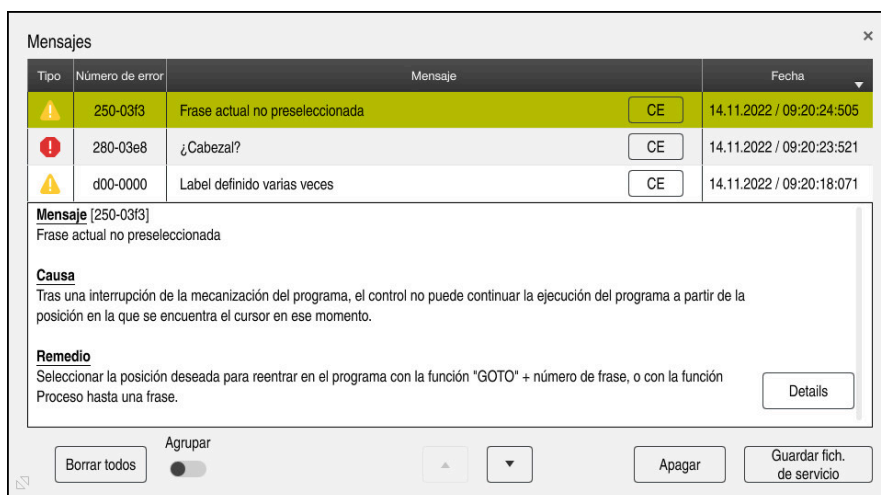 Mensajes
Tipo Número de error Mensaje Fecha
250-03f3 Frase actual no preseleccionada CE 14.11.2022 / 09:20:24:505
280-03e8 ¿Cabezal? CE 14.11.2022 / 09:20:23:521
d00-0000 Label definido varias veces CE 14.11.2022 / 09:20:18:071
Mensaje [250-03f3]
Frase actual no preseleccionada
Causa
Tras una interrupción de la mecanización del programa, el control no puede continuar la ejecución del programa a partir de la
posición en la que se encuentra el cursor en ese momento.
Remedio
Seleccionar la posición deseada para reentrar en el programa con la función "GOTO" + número de frase, o con la función
Proceso hasta una frase.
Details
Borrar todos
Agrupar
Apagar
Guardar fich.
de servicio